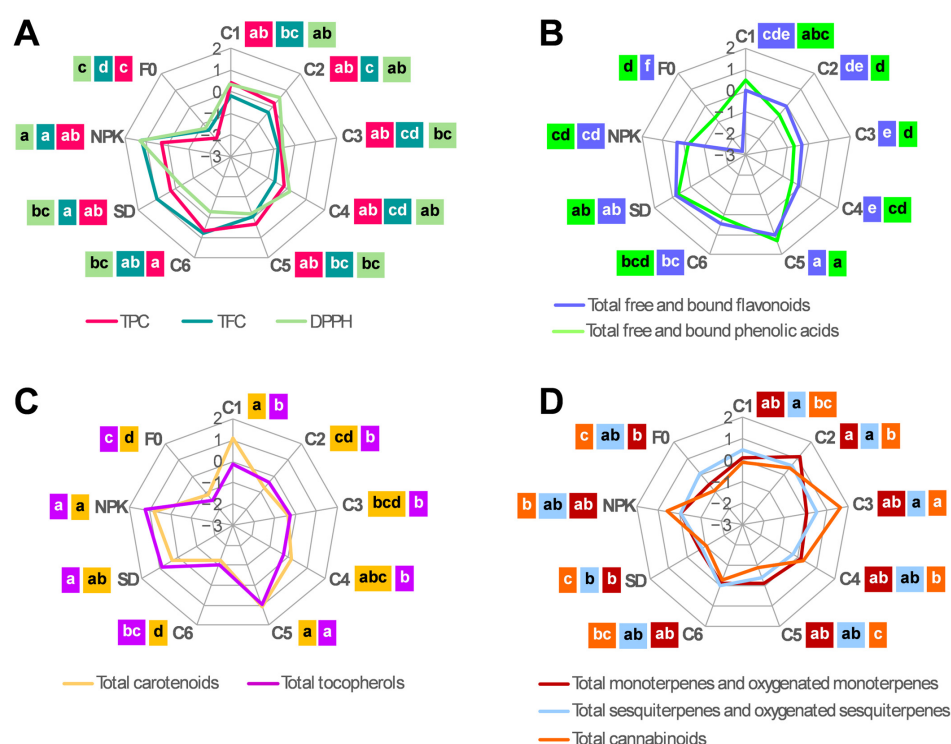 A
C1 ab bc ab
2
1
0
−1
−2
−3
C2 ab c ab
C3 ab cd bc
C4 ab cd ab
C5 ab bc bc
bc ab a C6
bc a ab SD
a a ab NPK
c d c F0
TPC TFC DPPH
B
C1 cde abc
2
1
0
−1
−2
−3
C2 de d
C3 e d
C4 e cd
C5 a a
bcd bc C6
ab ab SD
cd cd NPK
d f F0
Total free and bound flavonoids
Total free and bound phenolic acids
C
C1 a b
2
1
0
−1
−2
−3
C2 cd b
C3 bcd b
C4 abc b
C5 a a
bc d C6
a ab SD
a a NPK
c d F0
Total carotenoids Total tocopherols
D
C1 ab a bc
2
1
0
−1
−2
−3
C2 a a b
C3 ab a a
C4 ab ab b
C5 ab ab c
bc ab ab C6
c b b SD
b ab ab NPK
c ab b F0
Total monoterpenes and oxygenated monoterpenes
Total sesquiterpenes and oxygenated sesquiterpenes
Total cannabinoids